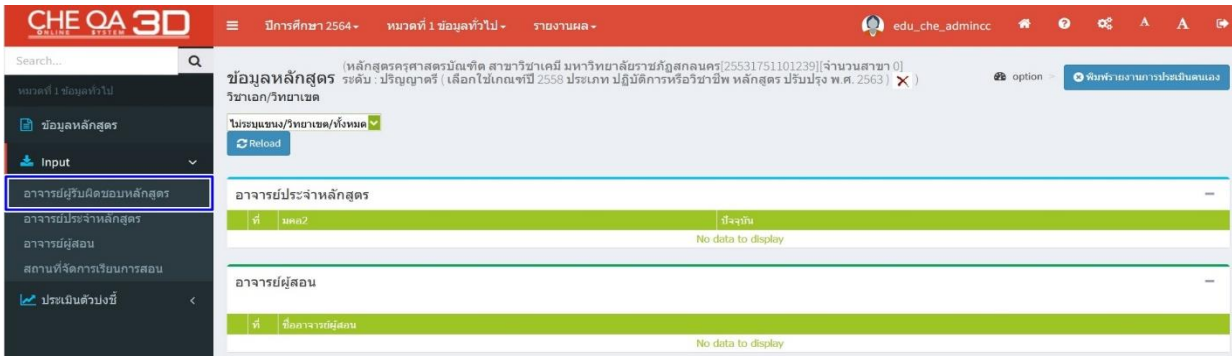 CHE QA 3D
ONLINE SYSTEM
ปีการศึกษา 2564
หมวดที่ 1 ข้อมูลทั่วไป
รายงานผล
edu_che_admincc
A
A
Search...
หมวดที่ 1 ข้อมูลทั่วไป
ข้อมูลหลักสูตร
Input
อาจารย์ผู้รับผิดชอบหลักสูตร
อาจารย์ประจำหลักสูตร
อาจารย์ผู้สอน
สถานที่จัดการเรียนการสอน
ประเมินตัวบ่งชี้
ข้อมูลหลักสูตร (หลักสูตรครุศาสตรบัณฑิต สาขาวิชาเคมี มหาวิทยาลัยราชภัฏสกลนคร[25531751101239][จำนวนสาขา 0]
ระดับ : ปริญญาตรี ( เลือกใช้เกณฑ์ปี 2558 ประเภท ปฏิบัติการหรือวิชาชีพ หลักสูตร ปรับปรุง พ.ศ. 2563 ) )
วิชาเอก/วิทยาเขต
option >
พิมพ์รายงานการประเมินตนเอง
ไม่ระบุแขนง/วิทยาเขต/ทั้งหมด
Reload
อาจารย์ประจำหลักสูตร
ที่ มคอ2 ปัจจุบัน
No data to display
อาจารย์ผู้สอน
ที่ ชื่ออาจารย์ผู้สอน
No data to display